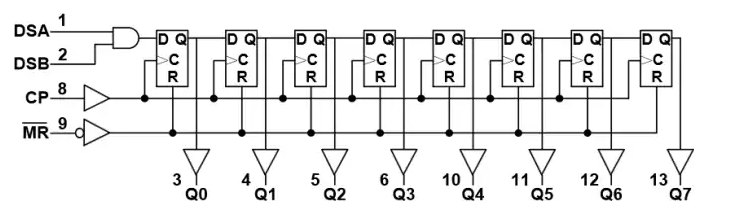 DSA 1
D Q D Q D Q D Q D Q D Q D Q D Q
DSB 2
C C C C C C C C
R R R R R R R R
CP 8
MR 9
3 4 5 6 10 11 12 13
Q0 Q1 Q2 Q3 Q4 Q5 Q6 Q7